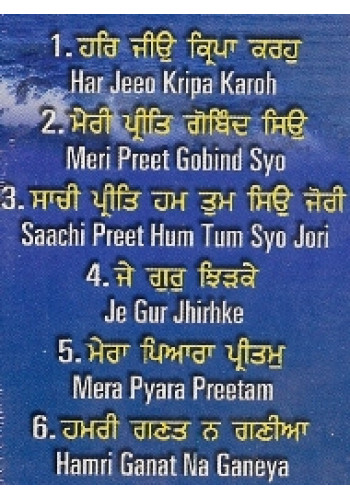 1. ਹਰਿ ਜੀਉ ਕ੍ਰਿਪਾ ਕਰਹੁ
Har Jeeo Kripa Karoh
2. ਮੇਰੀ ਪ੍ਰੀਤਿ ਗੋਬਿੰਦ ਸਿਉ
Meri Preet Gobind Syo
3. ਸਾਚੀ ਪ੍ਰੀਤਿ ਹਮ ਤੁਮ ਸਿਉ ਜੋਰੀ
Saachi Preet Hum Tum Syo Jori
4. ਜੇ ਗੁਰੁ ਝਿੜਕੇ
Je Gur Jhirhke
5. ਮੇਰਾ ਪਿਆਰਾ ਪ੍ਰੀਤਮੁ
Mera Pyara Preetam
6. ਹਮਰੀ ਗਣਤ ਨ ਗਣੀਆ
Hamri Ganat Na Ganeya